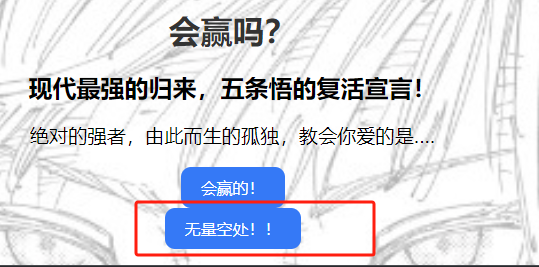 会赢吗？
现代最强的归来，五条悟的复活宣言！
绝对的强者，由此而生的孤独，教会你爱的是....
会赢的！
无量空处！！